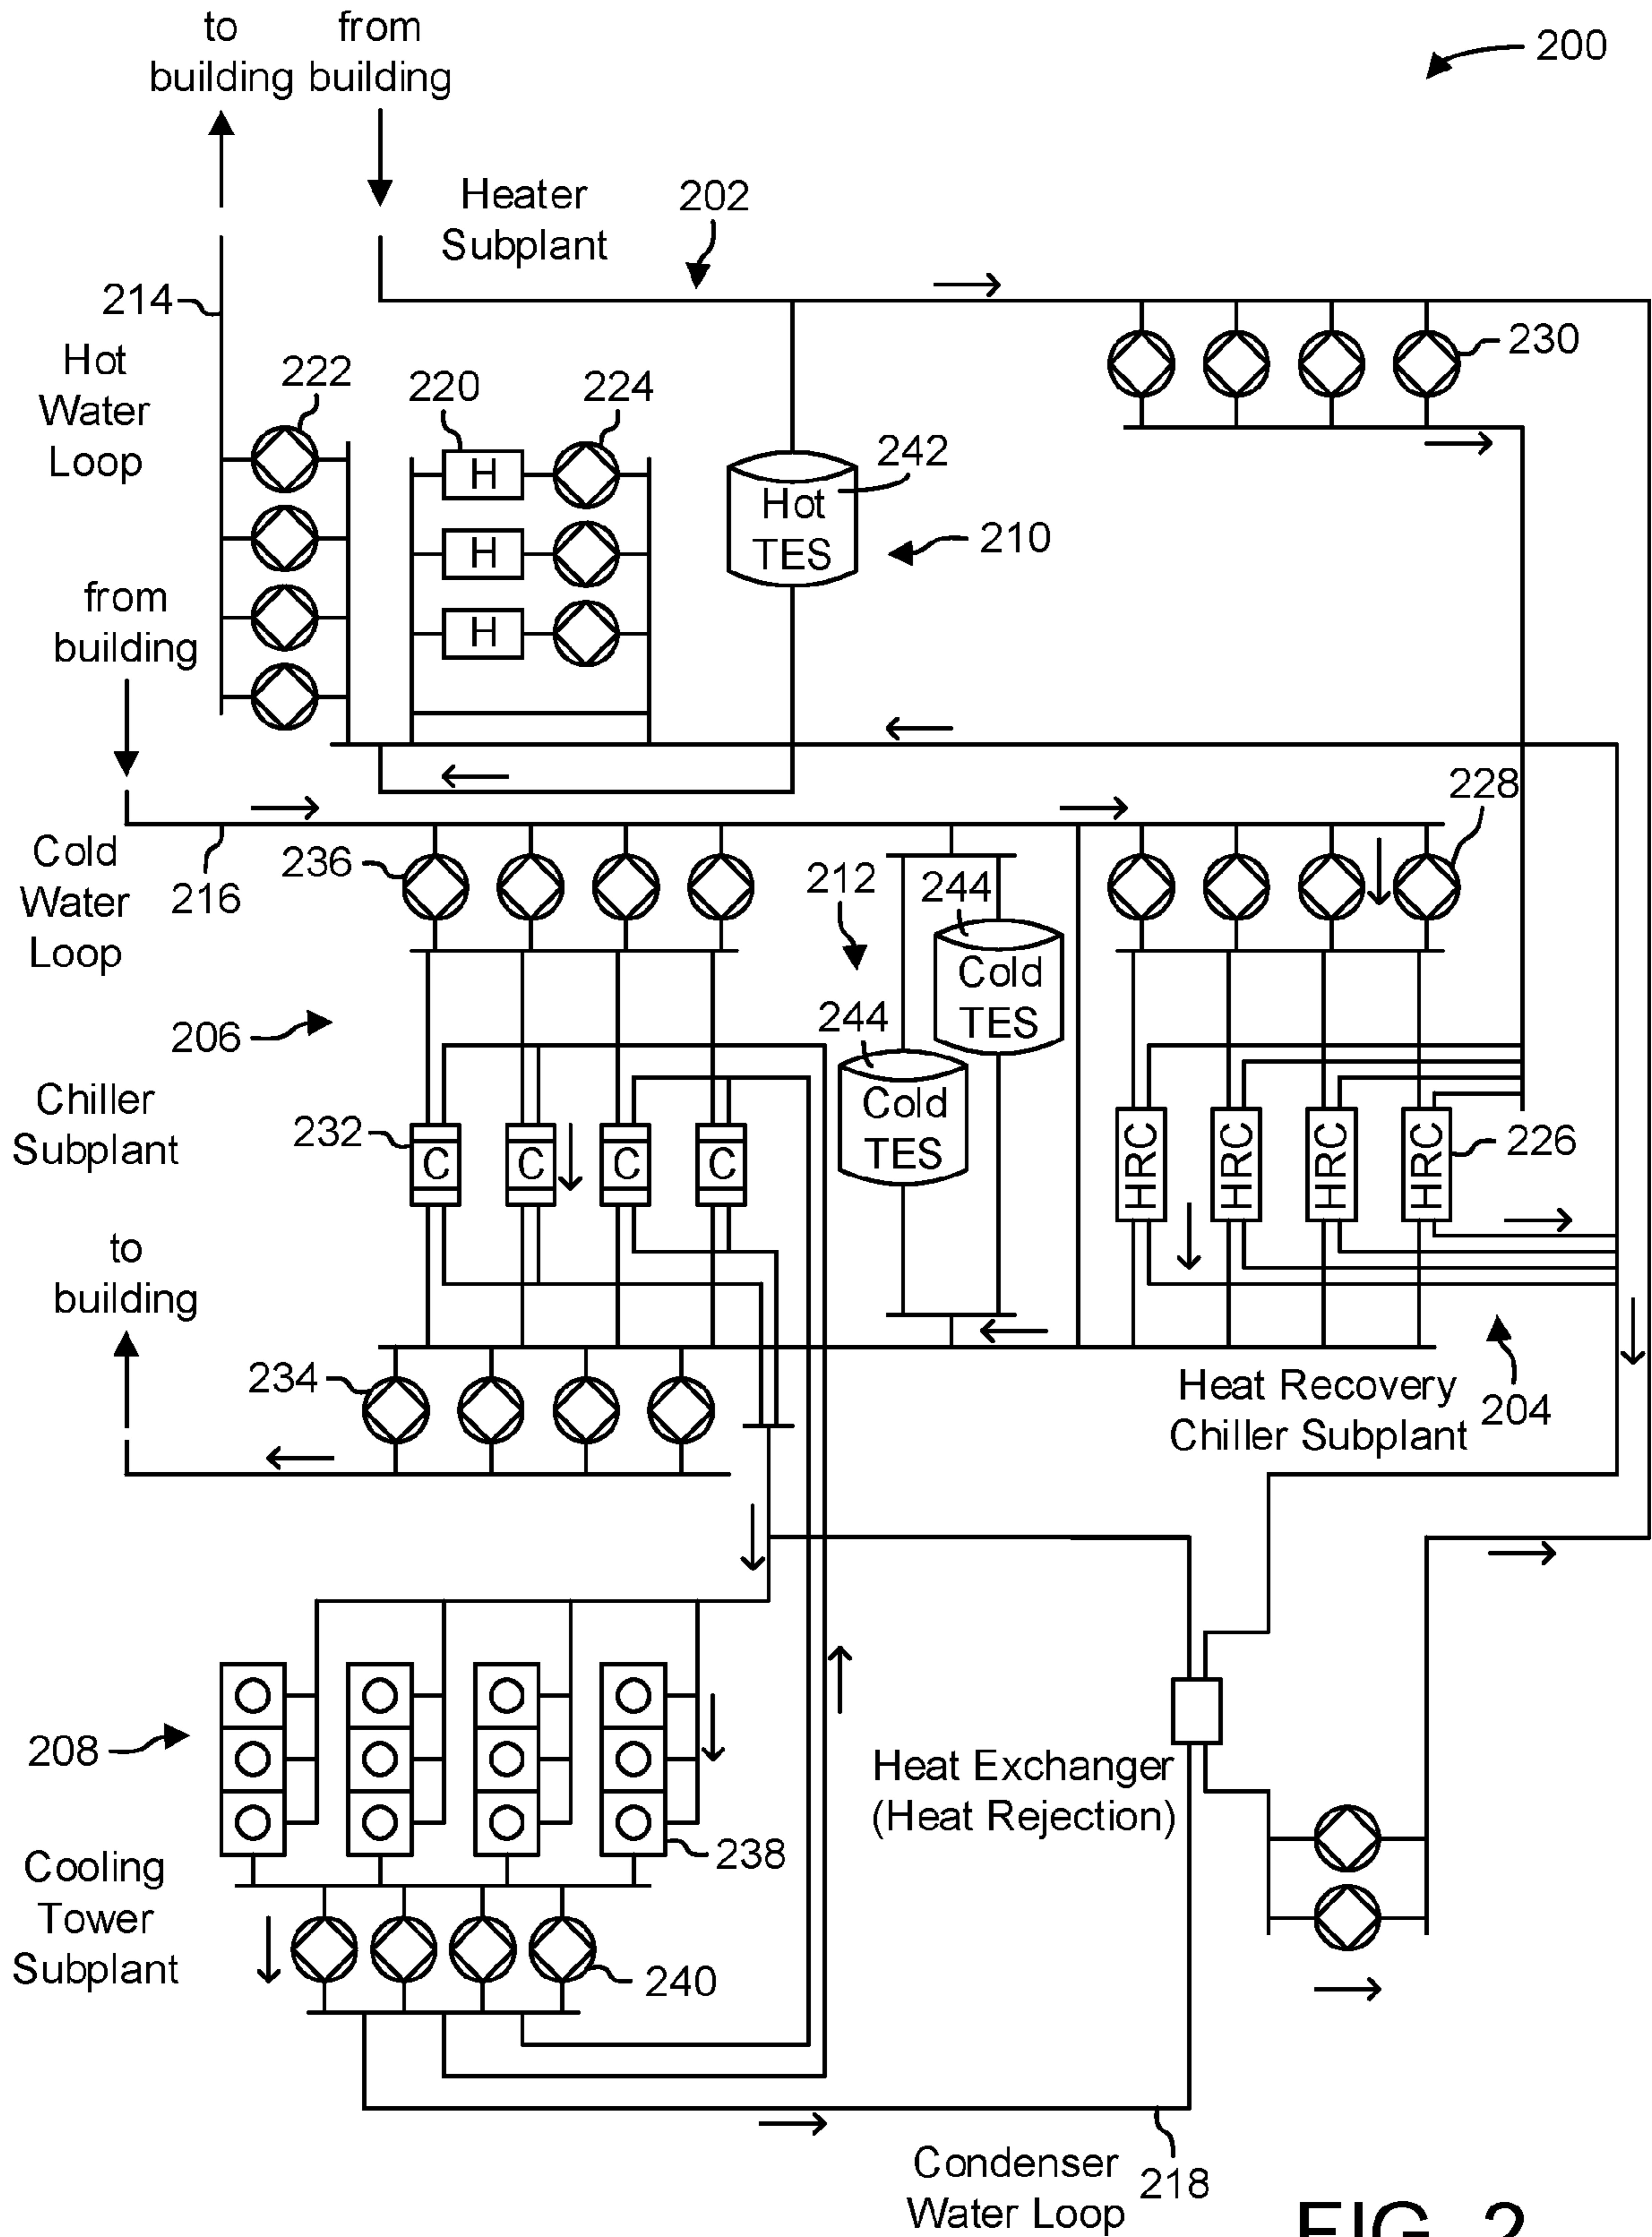 to
building
from
building
200
Heater
Subplant
202
214
Hot
Water
Loop
222
220
224
230
H
H
H
242
Hot
TES
210
from
building
228
Cold
Water
Loop
216
236
212
244
Cold
TES
244
Cold
TES
206
Chiller
Subplant
232
C
C
C
C
HRC
HRC
HRC
HRC
226
to
building
234
Heat Recovery
Chiller Subplant
204
208
Heat Exchanger
(Heat Rejection)
238
Cooling
Tower
Subplant
240
Condenser
Water Loop
218
FIG. 2